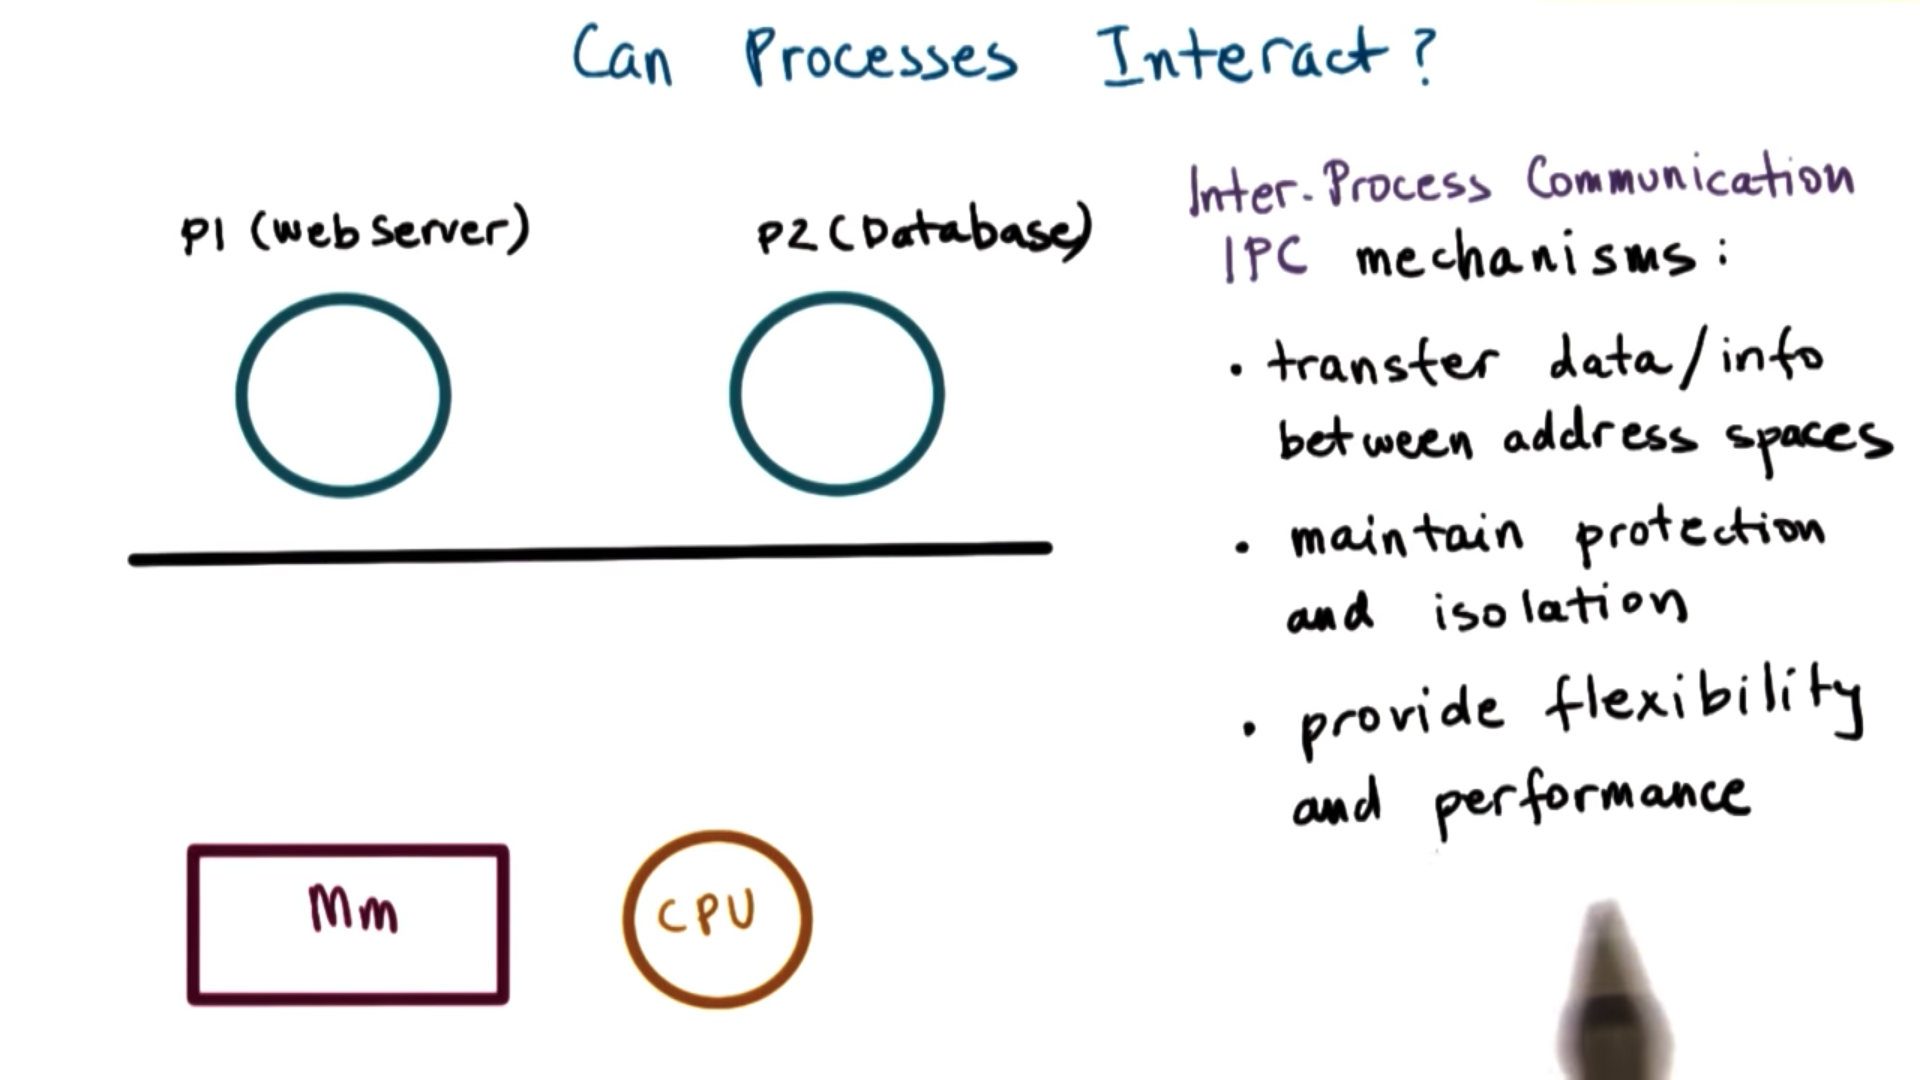 Can Processes Interact?
P1 (Web Server)
P2 (Database)
Inter-Process Communication
IPC mechanisms:
• transfer data/info
between address spaces
• maintain protection
and isolation
• provide flexibility
and performance
Mm
CPU